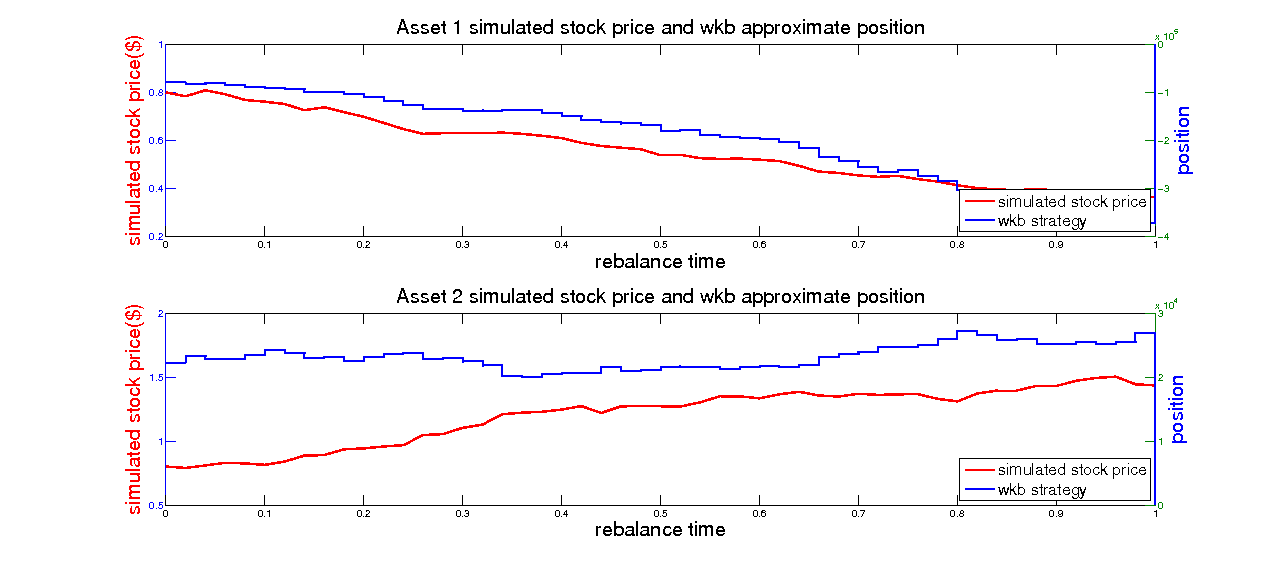 Asset 1 simulated stock price and wkb approximate position
x 10^5
simulated stock price($)
1
0.8
0.6
0.4
0.2
0
−1
−2
−3
−4
position
simulated stock price
wkb strategy
0 0.1 0.2 0.3 0.4 0.5 0.6 0.7 0.8 0.9 1
rebalance time
Asset 2 simulated stock price and wkb approximate position
x 10^4
simulated stock price($)
2
1.5
1
0.5
3
2
1
0
position
simulated stock price
wkb strategy
0 0.1 0.2 0.3 0.4 0.5 0.6 0.7 0.8 0.9 1
rebalance time